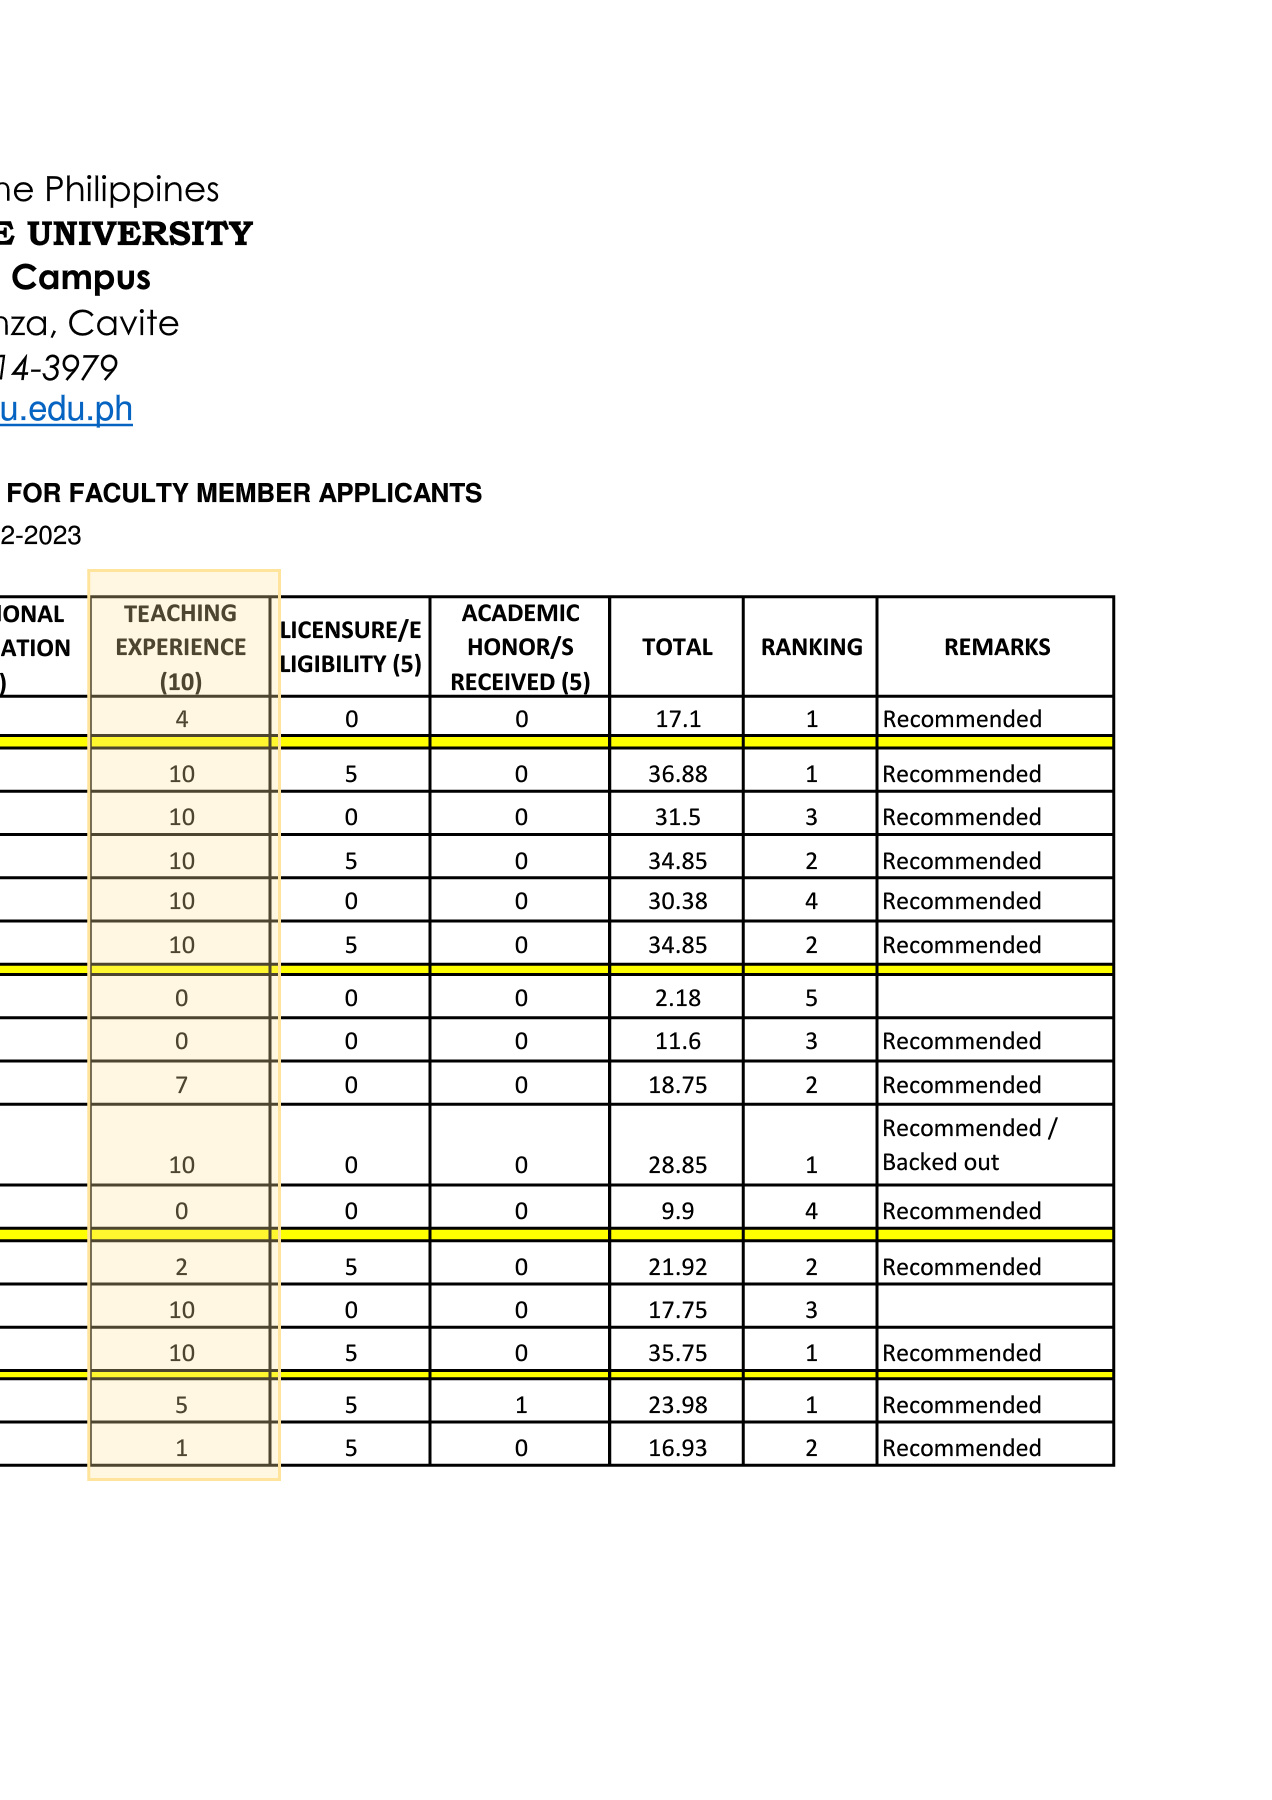 ne Philippines
E UNIVERSITY
Campus
nza, Cavite
14-3979
u.edu.ph
FOR FACULTY MEMBER APPLICANTS
2-2023
IONAL
ATION
)
TEACHING
EXPERIENCE
(10)
LICENSURE/E
LIGIBILITY (5)
ACADEMIC
HONOR/S
RECEIVED (5)
TOTAL
RANKING
REMARKS
4 0 0 17.1 1 Recommended
10 5 0 36.88 1 Recommended
10 0 0 31.5 3 Recommended
10 5 0 34.85 2 Recommended
10 0 0 30.38 4 Recommended
10 5 0 34.85 2 Recommended
0 0 0 2.18 5
0 0 0 11.6 3 Recommended
7 0 0 18.75 2 Recommended
10 0 0 28.85 1 Recommended /
Backed out
0 0 0 9.9 4 Recommended
2 5 0 21.92 2 Recommended
10 0 0 17.75 3
10 5 0 35.75 1 Recommended
5 5 1 23.98 1 Recommended
1 5 0 16.93 2 Recommended